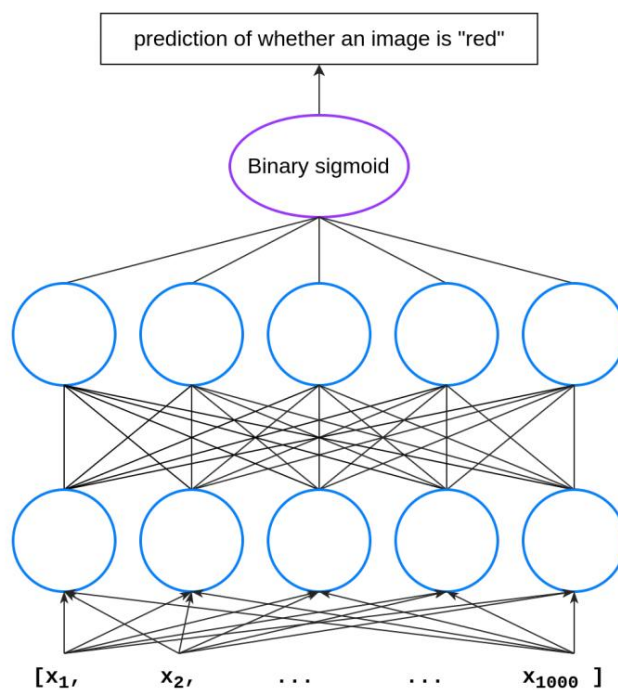 prediction of whether an image is "red"
Binary sigmoid
[x₁, x₂, ... ... x₁₀₀₀ ]